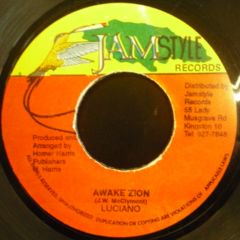 JAMSTYLE
RECORDS
Distributed by
Jamstyle
Records
55 Lady
Musgrave Rd
Kingston 10
Tel: 927-7848
Produced and
Arranged by
Homer Harris
Publishers
Harris
AWAKE ZION
(J.W. McClymont)
LUCIANO